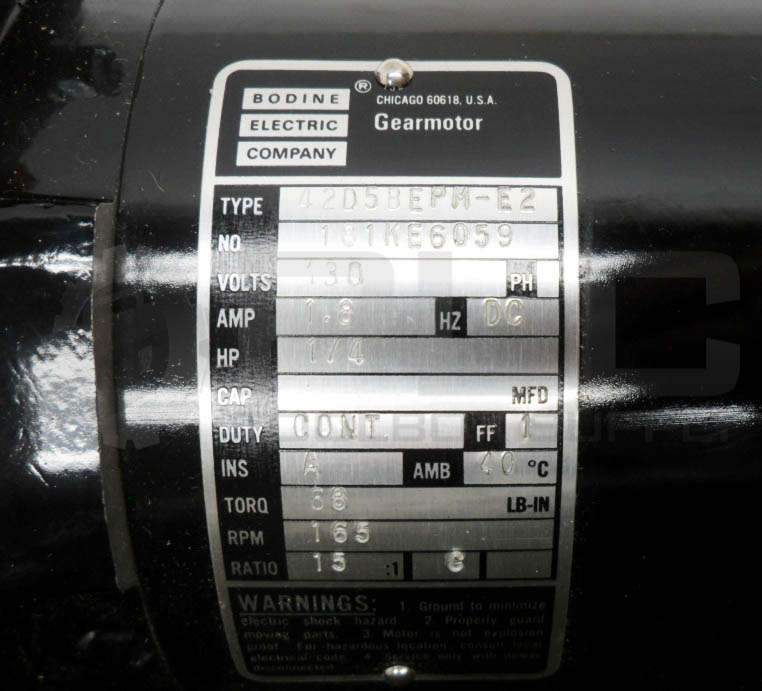 BODINE ®
ELECTRIC
COMPANY
CHICAGO 60618, U.S.A.
Gearmotor
TYPE 42D5BEPM-E2
NO 181KE6059
VOLTS 130 PH
AMP 1.8 HZ DC
HP 1/4
CAP MFD
DUTY CONT. FF 1
INS A AMB 40 °C
TORQ 88 LB-IN
RPM 165
RATIO 15 :1 G
WARNINGS: 1. Ground to minimize
electric shock hazard. 2. Properly guard
moving parts. 3. Motor is not explosion
proof. For hazardous location, consult local
electrical code. 4. Service only with power
disconnected.